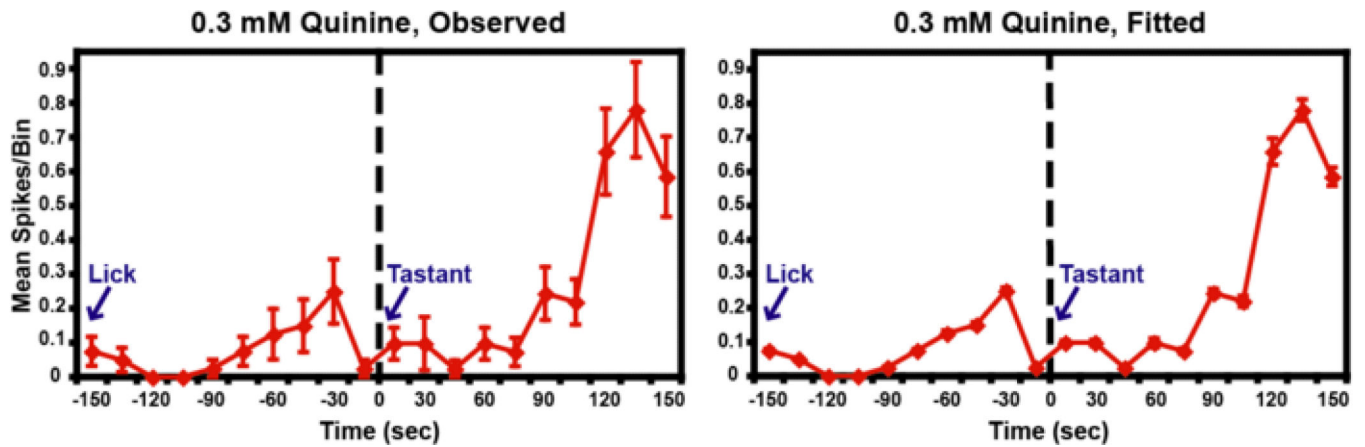 0.3 mM Quinine, Observed
Mean Spikes/Bin
0.9
0.8
0.7
0.6
0.5
0.4
0.3
0.2
0.1
0
Lick
Tastant
-150 -120 -90 -60 -30 0 30 60 90 120 150
Time (sec)
0.3 mM Quinine, Fitted
0.9
0.8
0.7
0.6
0.5
0.4
0.3
0.2
0.1
0
Lick
Tastant
-150 -120 -90 -60 -30 0 30 60 90 120 150
Time (sec)